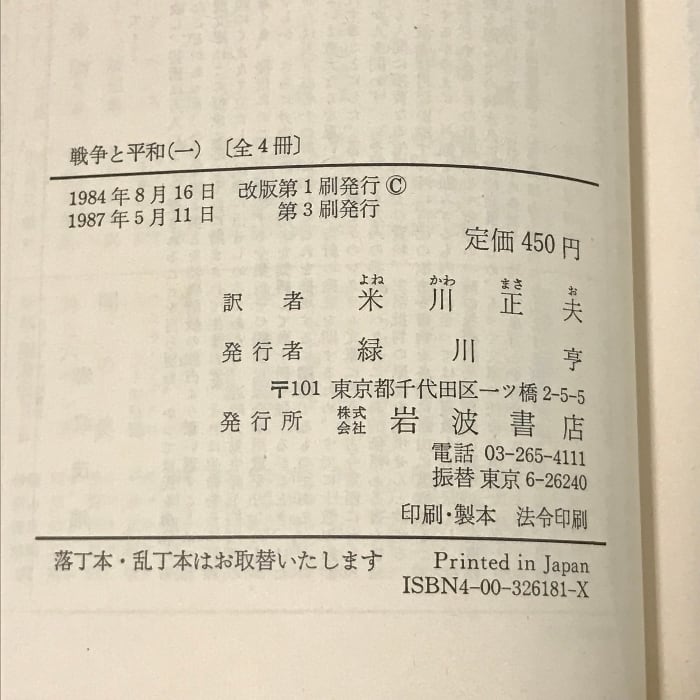 戦争と平和(一) 〔全4冊〕
1984年8月16日 改版第1刷発行 ©
1987年5月11日 第3刷発行
定価 450円
訳者 米川正夫
よね かわ まさ お
発行者 緑川亨
〒101 東京都千代田区一ツ橋2-5-5
発行所 株式会社 岩波書店
電話 03-265-4111
振替 東京 6-26240
印刷・製本 法令印刷
落丁本・乱丁本はお取替いたします Printed in Japan
ISBN4-00-326181-X